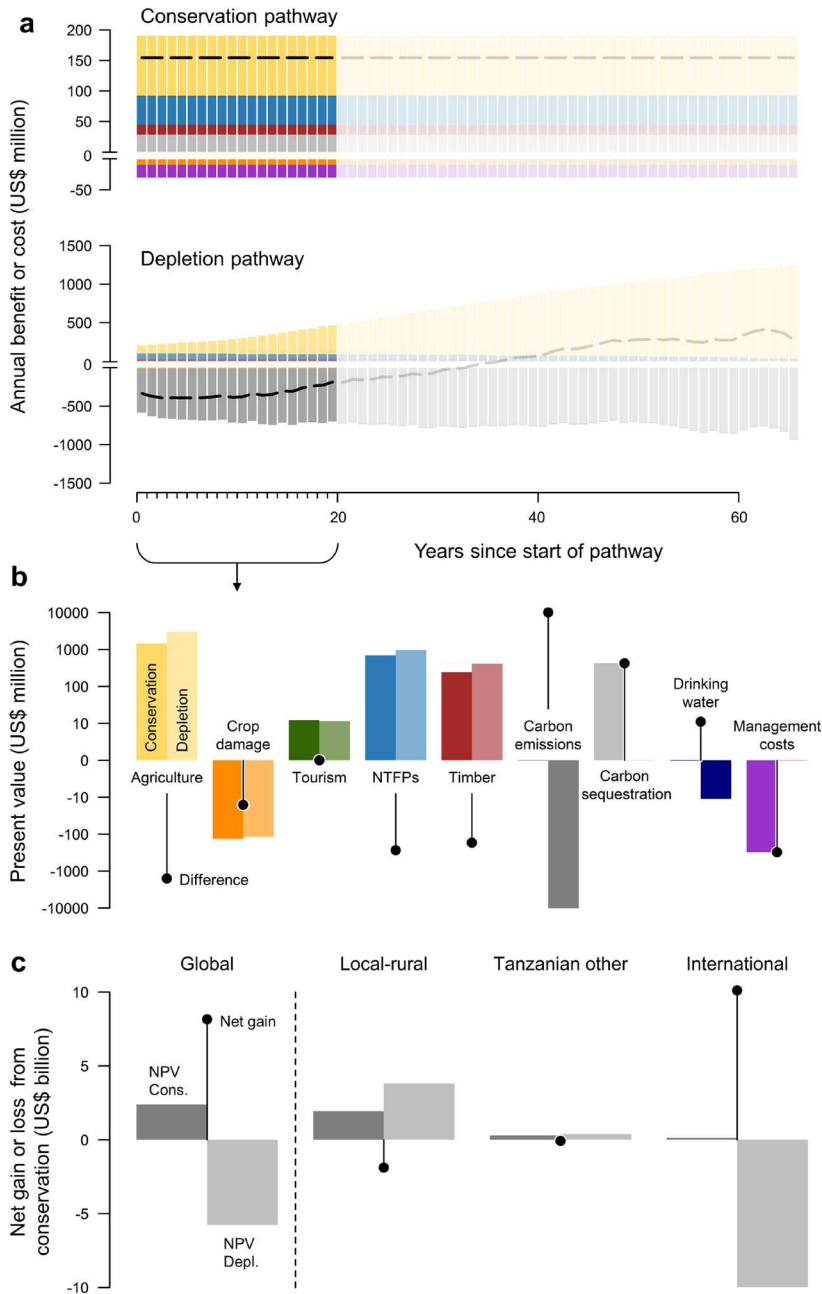 a
Conservation pathway
200
150
100
50
0
-50
Annual benefit or cost (US$ million)
Depletion pathway
1500
1000
500
0
-500
-1000
-1500
0
20
40
60
Years since start of pathway
b
Present value (US$ million)
10000
1000
100
10
0
-10
-100
-1000
-10000
Conservation
Depletion
Agriculture
Difference
Crop
damage
Tourism
NTFPs
Timber
Carbon
emissions
Carbon
sequestration
Drinking
water
Management
costs
c
Global
Local-rural
Tanzanian other
International
Net gain or loss from
conservation (US$ billion)
10
5
0
-5
-10
Net gain
NPV
Cons.
NPV
Depl.